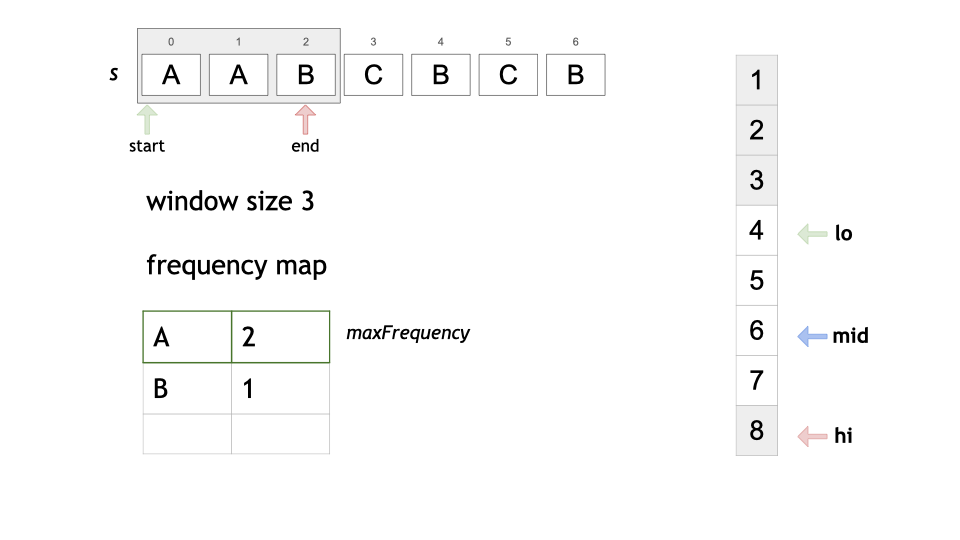 0 1 2 3 4 5 6
s A A B C B C B
start end
window size 3
frequency map
A 2 maxFrequency
B 1
1
2
3
4 lo
5
6 mid
7
8 hi